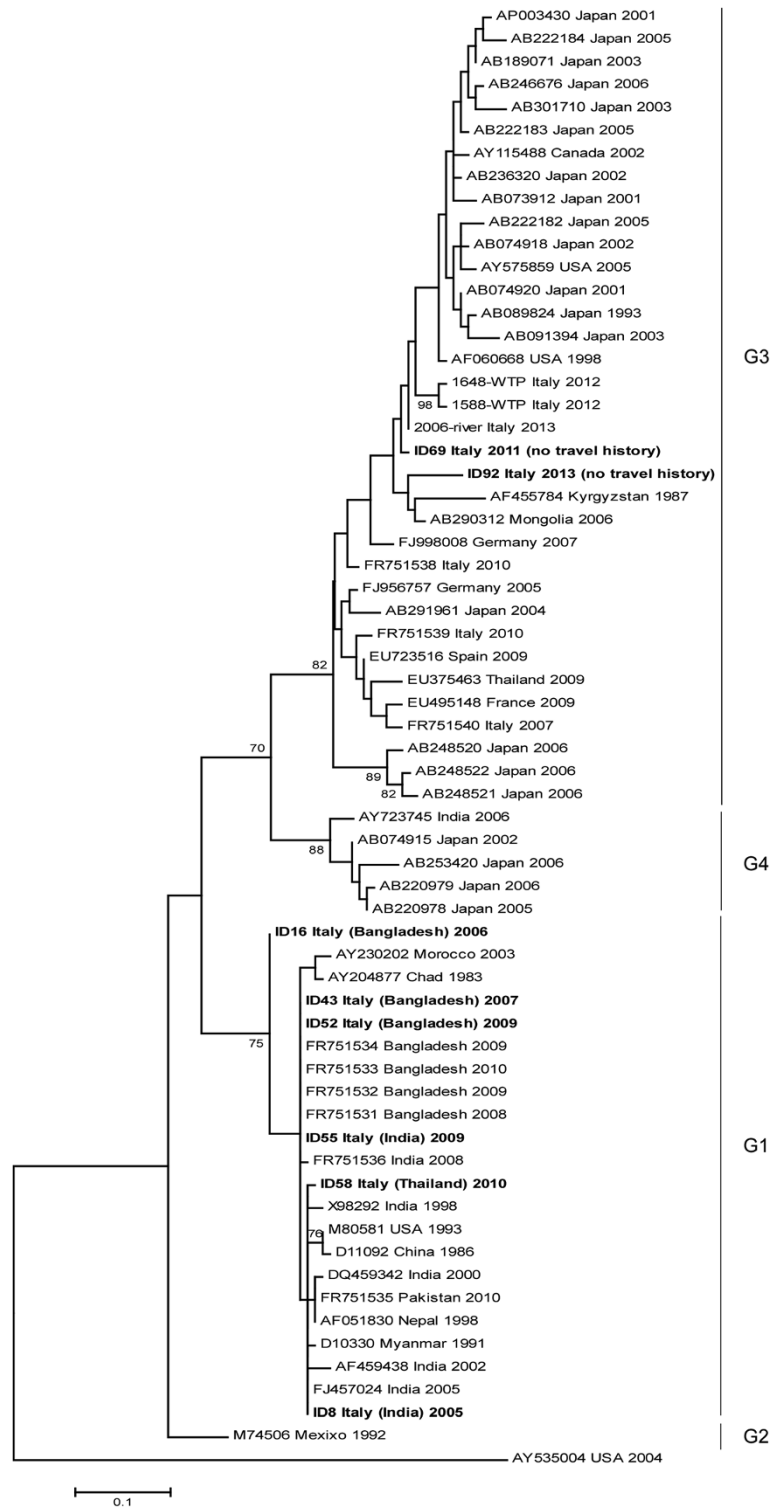 AP003430 Japan 2001
AB222184 Japan 2005
AB189071 Japan 2003
AB246676 Japan 2006
AB301710 Japan 2003
AB222183 Japan 2005
AY115488 Canada 2002
AB236320 Japan 2002
AB073912 Japan 2001
AB222182 Japan 2005
AB074918 Japan 2002
AY575859 USA 2005
AB074920 Japan 2001
AB089824 Japan 1993
AB091394 Japan 2003
G3
AF060668 USA 1998
1648-WTP Italy 2012
98
1588-WTP Italy 2012
2006-river Italy 2013
ID69 Italy 2011 (no travel history)
ID92 Italy 2013 (no travel history)
AF455784 Kyrgyzstan 1987
AB290312 Mongolia 2006
FJ998008 Germany 2007
FR751538 Italy 2010
FJ956757 Germany 2005
AB291961 Japan 2004
FR751539 Italy 2010
EU723516 Spain 2009
82
EU375463 Thailand 2009
EU495148 France 2009
FR751540 Italy 2007
70
AB248520 Japan 2006
89
AB248522 Japan 2006
82
AB248521 Japan 2006
AY723745 India 2006
AB074915 Japan 2002
88
AB253420 Japan 2006
G4
AB220979 Japan 2006
AB220978 Japan 2005
ID16 Italy (Bangladesh) 2006
AY230202 Morocco 2003
AY204877 Chad 1983
ID43 Italy (Bangladesh) 2007
ID52 Italy (Bangladesh) 2009
75
FR751534 Bangladesh 2009
FR751533 Bangladesh 2010
FR751532 Bangladesh 2009
FR751531 Bangladesh 2008
ID55 Italy (India) 2009
G1
FR751536 India 2008
ID58 Italy (Thailand) 2010
X98292 India 1998
76
M80581 USA 1993
D11092 China 1986
DQ459342 India 2000
FR751535 Pakistan 2010
AF051830 Nepal 1998
D10330 Myanmar 1991
AF459438 India 2002
FJ457024 India 2005
ID8 Italy (India) 2005
M74506 Mexixo 1992
G2
AY535004 USA 2004
0.1